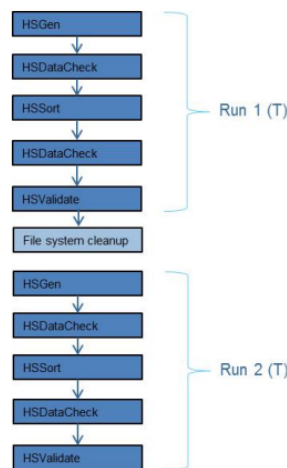 HSGen
HSDataCheck
HSSort
HSDataCheck
HSValidate
Run 1 (T)
File system cleanup
HSGen
HSDataCheck
HSSort
HSDataCheck
HSValidate
Run 2 (T)